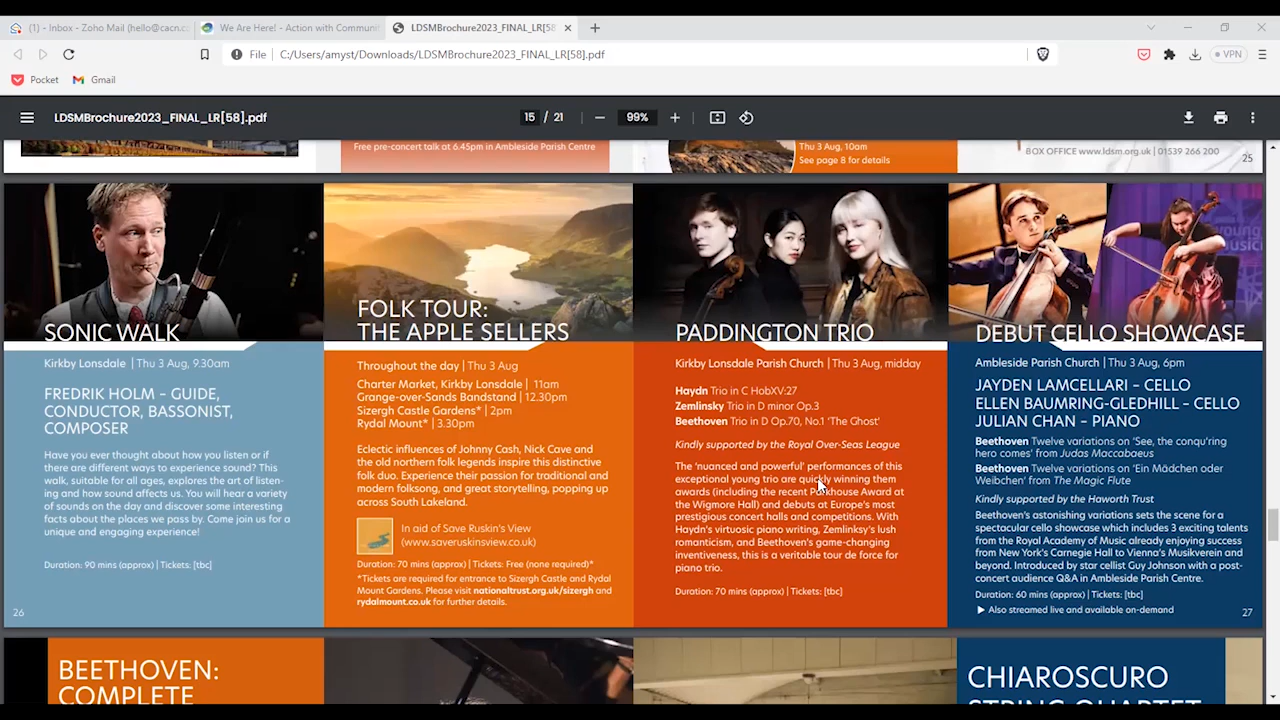 (1) - Inbox - Zoho Mail (hello@cacn.cc
We Are Here! - Action with Communit
LDSMBrochure2023_FINAL_LR[58]
File
C:/Users/amyst/Downloads/LDSMBrochure2023_FINAL_LR[58].pdf
VPN
Pocket
Gmail
LDSMBrochure2023_FINAL_LR[58].pdf
15 / 21
99%
Free pre-concert talk at 6.45pm in Ambleside Parish Centre
Thu 3 Aug, 10am
See page 8 for details
BOX OFFICE www.ldsm.org.uk | 01539 266 200
25
SONIC WALK
Kirkby Lonsdale | Thu 3 Aug, 9.30am
FREDRIK HOLM – GUIDE,
CONDUCTOR, BASSONIST,
COMPOSER
Have you ever thought about how you listen or if
there are different ways to experience sound? This
walk, suitable for all ages, explores the art of listen-
ing and how sound affects us. You will hear a variety
of sounds on the day and discover some interesting
facts about the places we pass by. Come join us for a
unique and engaging experience!
Duration: 90 mins (approx) | Tickets: [tbc]
26
FOLK TOUR:
THE APPLE SELLERS
Throughout the day | Thu 3 Aug
Charter Market, Kirkby Lonsdale | 11am
Grange-over-Sands Bandstand | 12.30pm
Sizergh Castle Gardens* | 2pm
Rydal Mount* | 3.30pm
Eclectic influences of Johnny Cash, Nick Cave and
the old northern folk legends inspire this distinctive
folk duo. Experience their passion for traditional and
modern folksong, and great storytelling, popping up
across South Lakeland.
In aid of Save Ruskin's View
(www.saveruskinsview.co.uk)
Duration: 70 mins (approx) | Tickets: Free (none required)*
*Tickets are required for entrance to Sizergh Castle and Rydal
Mount Gardens. Please visit nationaltrust.org.uk/sizergh and
rydalmount.co.uk for further details.
PADDINGTON TRIO
Kirkby Lonsdale Parish Church | Thu 3 Aug, midday
Haydn Trio in C HobXV:27
Zemlinsky Trio in D minor Op.3
Beethoven Trio in D Op.70, No.1 'The Ghost'
Kindly supported by the Royal Over-Seas League
The 'nuanced and powerful' performances of this
exceptional young trio are quickly winning them
awards (including the recent Parkhouse Award at
the Wigmore Hall) and debuts at Europe's most
prestigious concert halls and competitions. With
Haydn's virtuosic piano writing, Zemlinsky's lush
romanticism, and Beethoven's game-changing
inventiveness, this is a veritable tour de force for
piano trio.
Duration: 70 mins (approx) | Tickets: [tbc]
DEBUT CELLO SHOWCASE
Ambleside Parish Church | Thu 3 Aug, 6pm
JAYDEN LAMCELLARI – CELLO
ELLEN BAUMRING-GLEDHILL – CELLO
JULIAN CHAN – PIANO
Beethoven Twelve variations on 'See, the conqu'ring
hero comes' from Judas Maccabaeus
Beethoven Twelve variations on 'Ein Mädchen oder
Weibchen' from The Magic Flute
Kindly supported by the Haworth Trust
Beethoven's astonishing variations sets the scene for a
spectacular cello showcase which includes 3 exciting talents
from the Royal Academy of Music already enjoying success
from New York's Carnegie Hall to Vienna's Musikverein and
beyond. Introduced by star cellist Guy Johnson with a post-
concert audience Q&A in Ambleside Parish Centre.
Duration: 60 mins (approx) | Tickets: [tbc]
Also streamed live and available on-demand
27
BEETHOVEN:
COMPLETE
CHIAROSCURO
STRING QUARTET